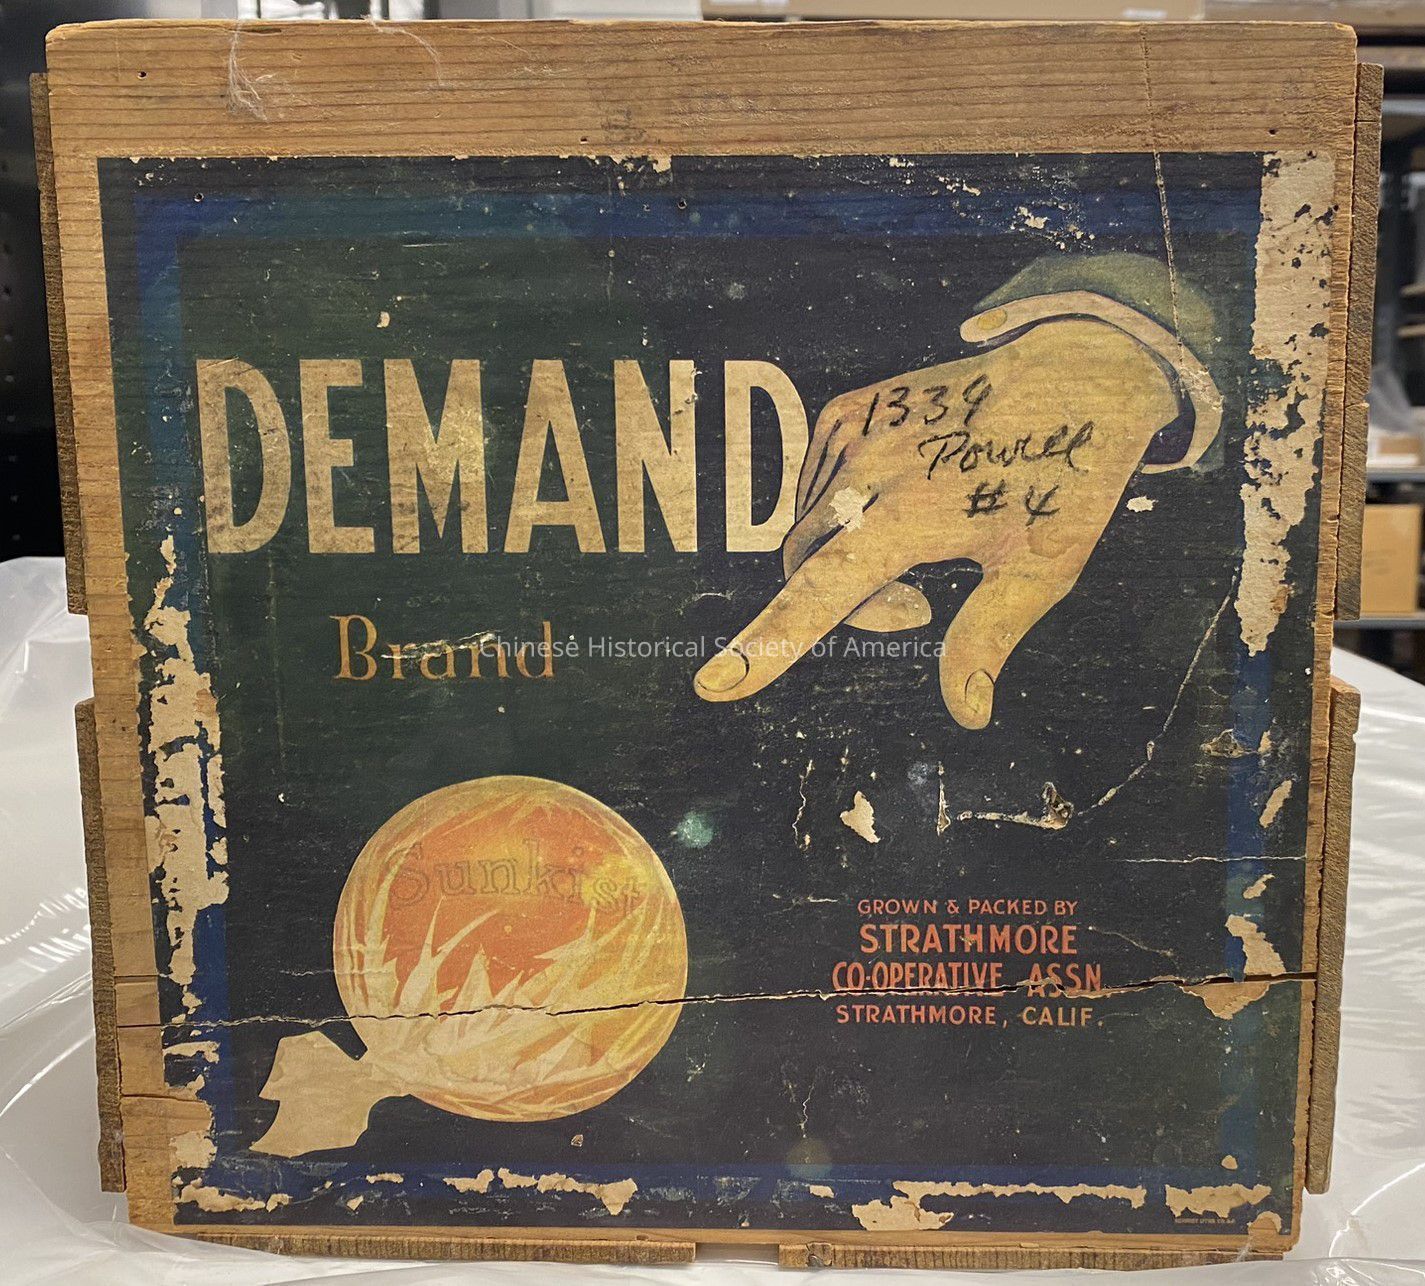 DEMAND
1339
Powell
#4
Brand
Chinese Historical Society of America
Sunkist
GROWN & PACKED BY
STRATHMORE
CO-OPERATIVE ASSN.
STRATHMORE, CALIF.